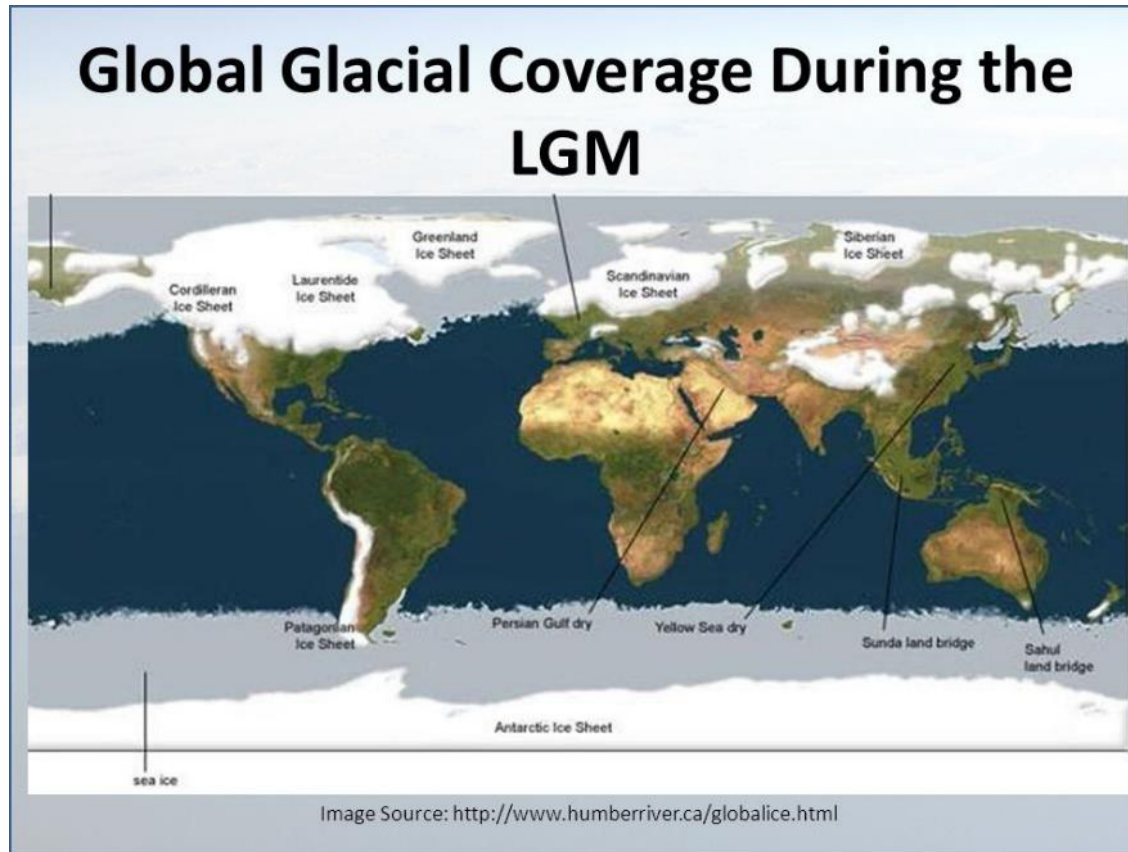 Global Glacial Coverage During the
LGM
Greenland
Ice Sheet
Siberian
Ice Sheet
Laurentide
Ice Sheet
Scandinavian
Ice Sheet
Cordilleran
Ice Sheet
Patagonian
Ice Sheet
Persian Gulf dry
Yellow Sea dry
Sunda land bridge
Sahul
land bridge
Antarctic Ice Sheet
sea ice
Image Source: http://www.humberriver.ca/globalice.html